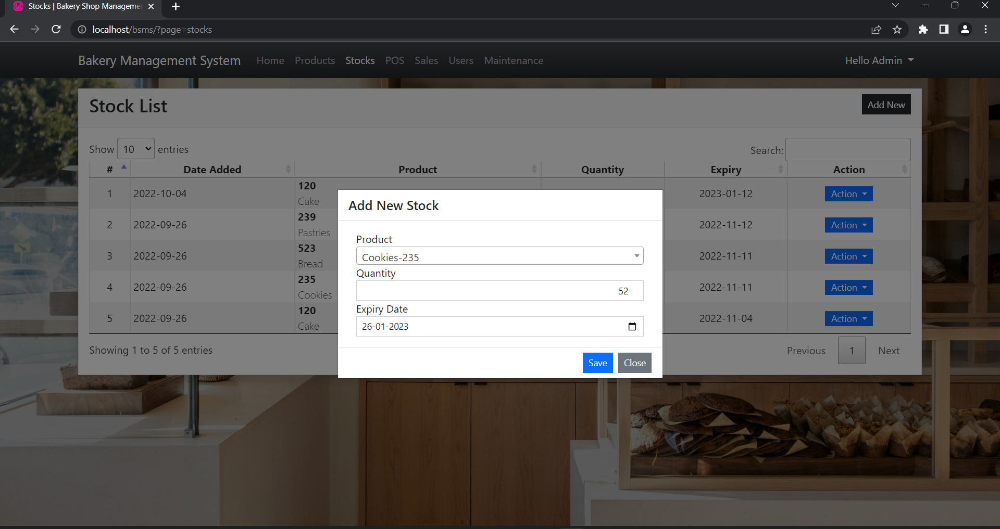 Stocks | Bakery Shop Manageme
localhost/bsms/?page=stocks
Bakery Management System Home Products Stocks POS Sales Users Maintenance Hello Admin
Stock List Add New
Show 10 entries Search:
# Date Added Product Quantity Expiry Action
1 2022-10-04 120 Cake 2023-01-12 Action
2 2022-09-26 239 Pastries 2022-11-12 Action
3 2022-09-26 523 Bread 2022-11-11 Action
4 2022-09-26 235 Cookies 2022-11-11 Action
5 2022-09-26 120 Cake 2022-11-04 Action
Showing 1 to 5 of 5 entries Previous 1 Next
Add New Stock
Product
Cookies-235
Quantity
52
Expiry Date
26-01-2023
Save Close